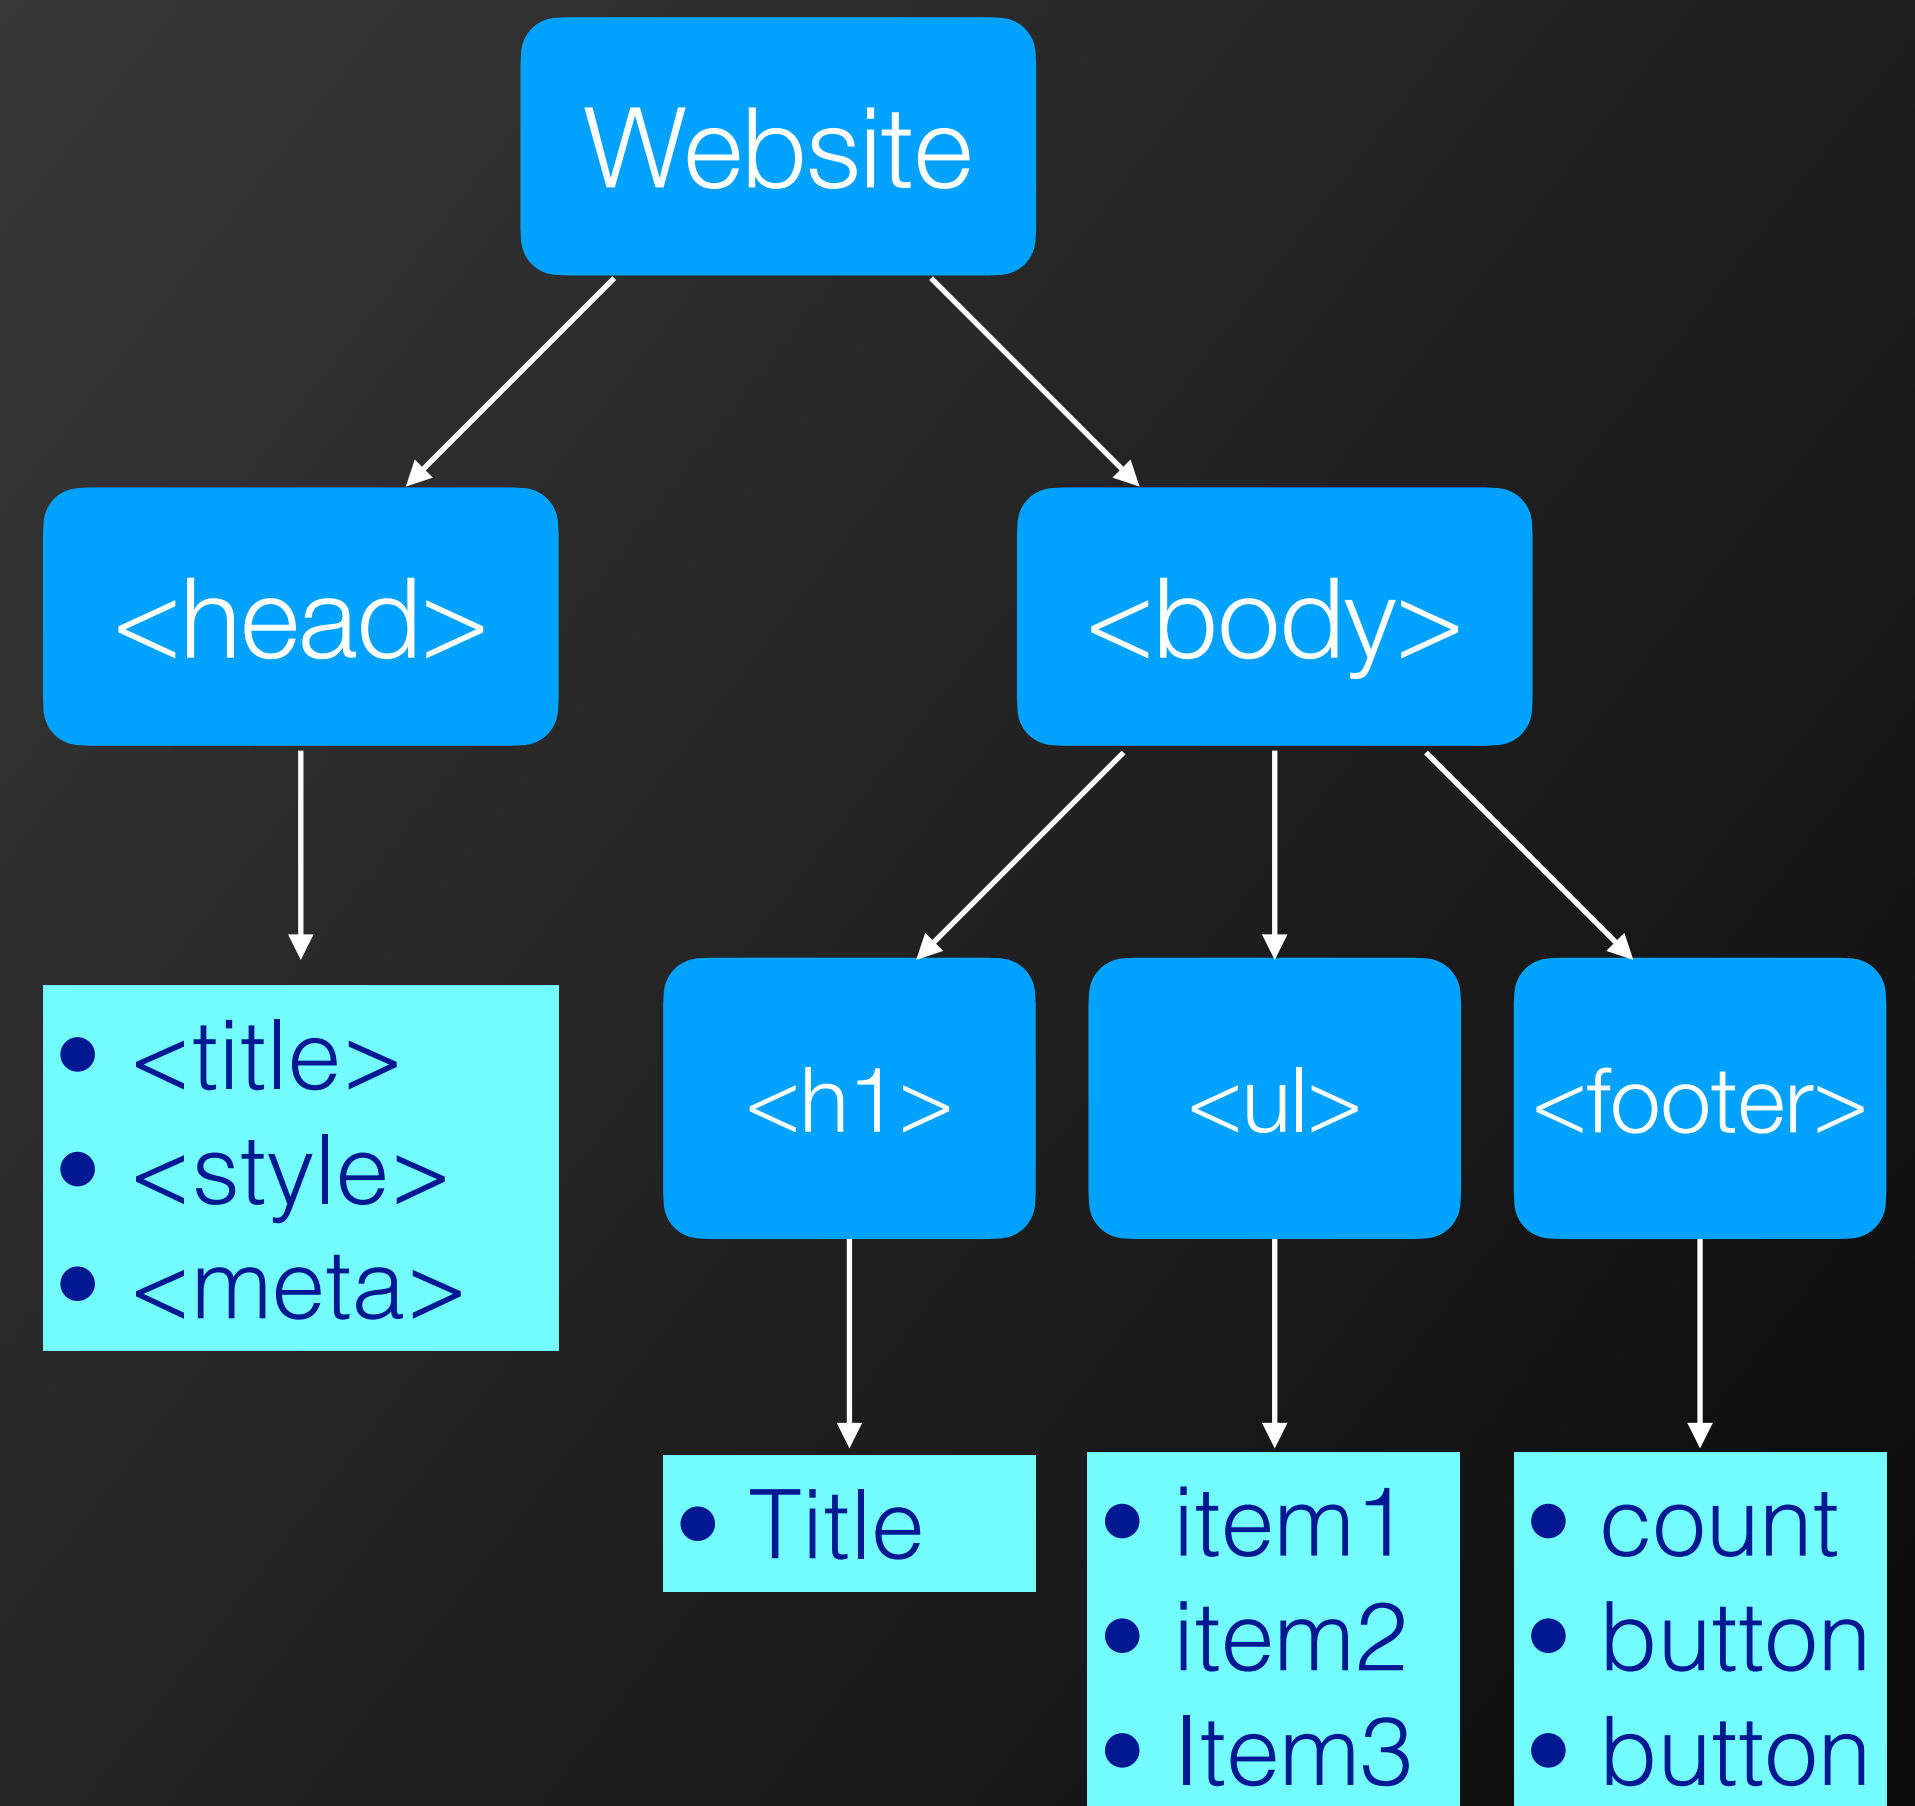 Website
<head>
<body>
<title>
<style>
<meta>
<h1>
<ul>
<footer>
Title
item1
item2
Item3
count
button
button